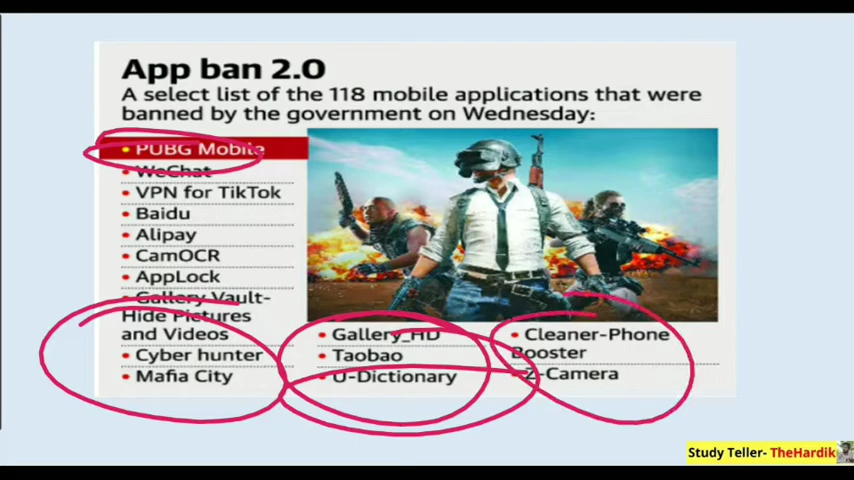 App ban 2.0
A select list of the 118 mobile applications that were
banned by the government on Wednesday:
• PUBG Mobile
• WeChat
• VPN for TikTok
• Baidu
• Alipay
• CamOCR
• AppLock
• Gallery Vault-
Hide Pictures
and Videos
• Cyber hunter
• Mafia City
• Gallery_HD
• Taobao
• U-Dictionary
• Cleaner-Phone
Booster
• Z-Camera
Study Teller- TheHardik